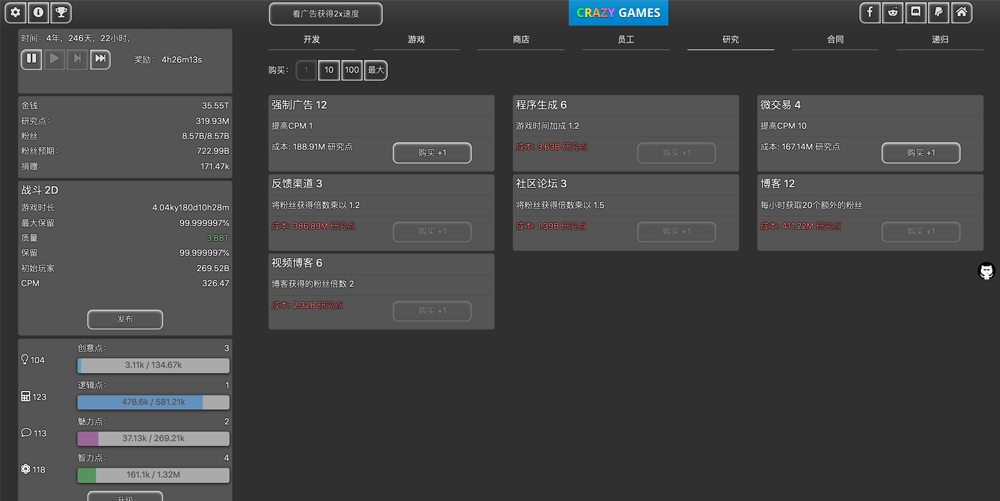 看广告获得2x速度
CRAZY GAMES
时间: 4年, 246天, 22小时,
奖励: 4h26m13s
金钱: 35.55T
研究点: 319.93M
粉丝: 8.57B/8.57B
粉丝预期: 722.99B
捐赠: 171.47k
战斗 2D
游戏时长 4.04ky180d10h28m
最大保留 99.999997%
质量 3.88T
保留 99.999997%
初始玩家 269.52B
CPM 326.47
发布
创意点: 3
104 3.11k / 134.67k
逻辑点: 1
123 478.6k / 581.21k
魅力点: 2
113 37.13k / 269.21k
智力点: 4
118 161.1k / 1.32M
升级
开发 游戏 商店 员工 研究 合同 递归
购买: 1 10 100 最大
强制广告 12
提高CPM 1
成本: 188.91M 研究点 购买 +1
程序生成 6
游戏时间加成 1.2
成本: 3.63B 研究点 购买 +1
微交易 4
提高CPM 10
成本: 167.14M 研究点 购买 +1
反馈渠道 3
将粉丝获得倍数乘以 1.2
成本: 386.89M 研究点 购买 +1
社区论坛 3
将粉丝获得倍数乘以 1.5
成本: 1.39B 研究点 购买 +1
博客 12
每小时获取20个额外的粉丝
成本: 411.22M 研究点 购买 +1
视频博客 6
博客获得的粉丝倍数 2
成本: 2.32B 研究点 购买 +1